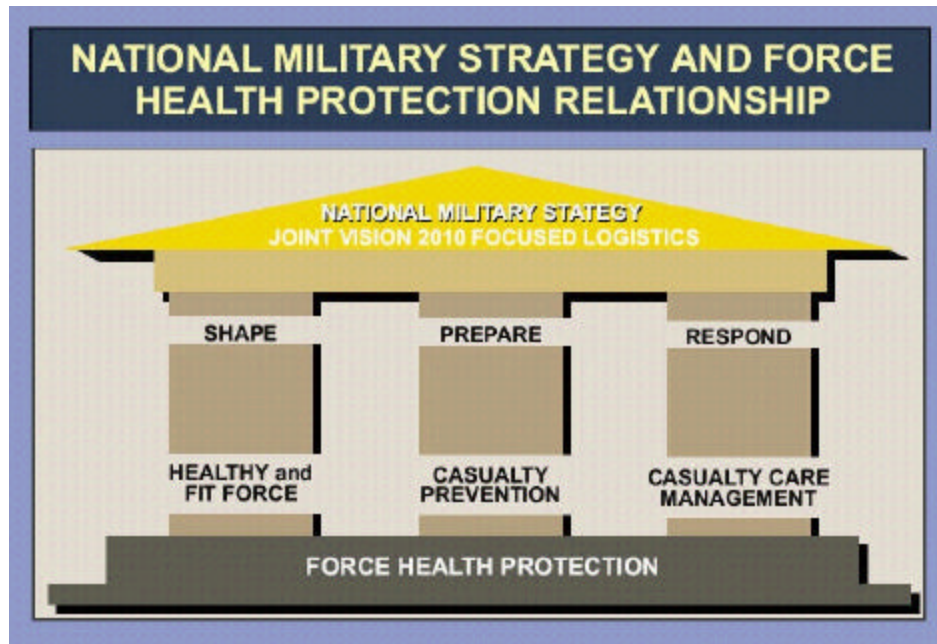 NATIONAL MILITARY STRATEGY AND FORCE
HEALTH PROTECTION RELATIONSHIP
NATIONAL MILITARY STATEGY
JOINT VISION 2010 FOCUSED LOGISTICS
SHAPE
PREPARE
RESPOND
HEALTHY and
FIT FORCE
CASUALTY
PREVENTION
CASUALTY CARE
MANAGEMENT
FORCE HEALTH PROTECTION